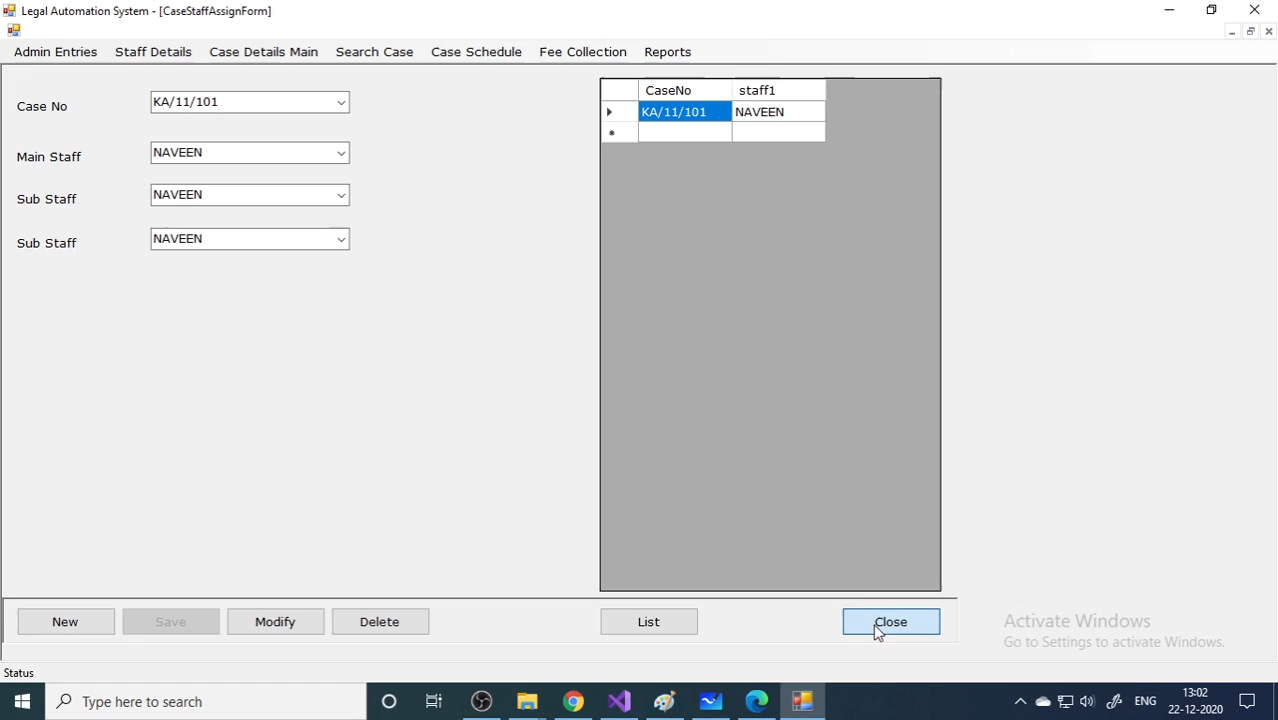 Legal Automation System - [CaseStaffAssignForm]
Admin Entries Staff Details Case Details Main Search Case Case Schedule Fee Collection Reports
Case No KA/11/101
Main Staff NAVEEN
Sub Staff NAVEEN
Sub Staff NAVEEN
CaseNo staff1
KA/11/101 NAVEEN
New Save Modify Delete List Close
Activate Windows
Go to Settings to activate Windows.
Status
Type here to search
ENG
13:02
22-12-2020